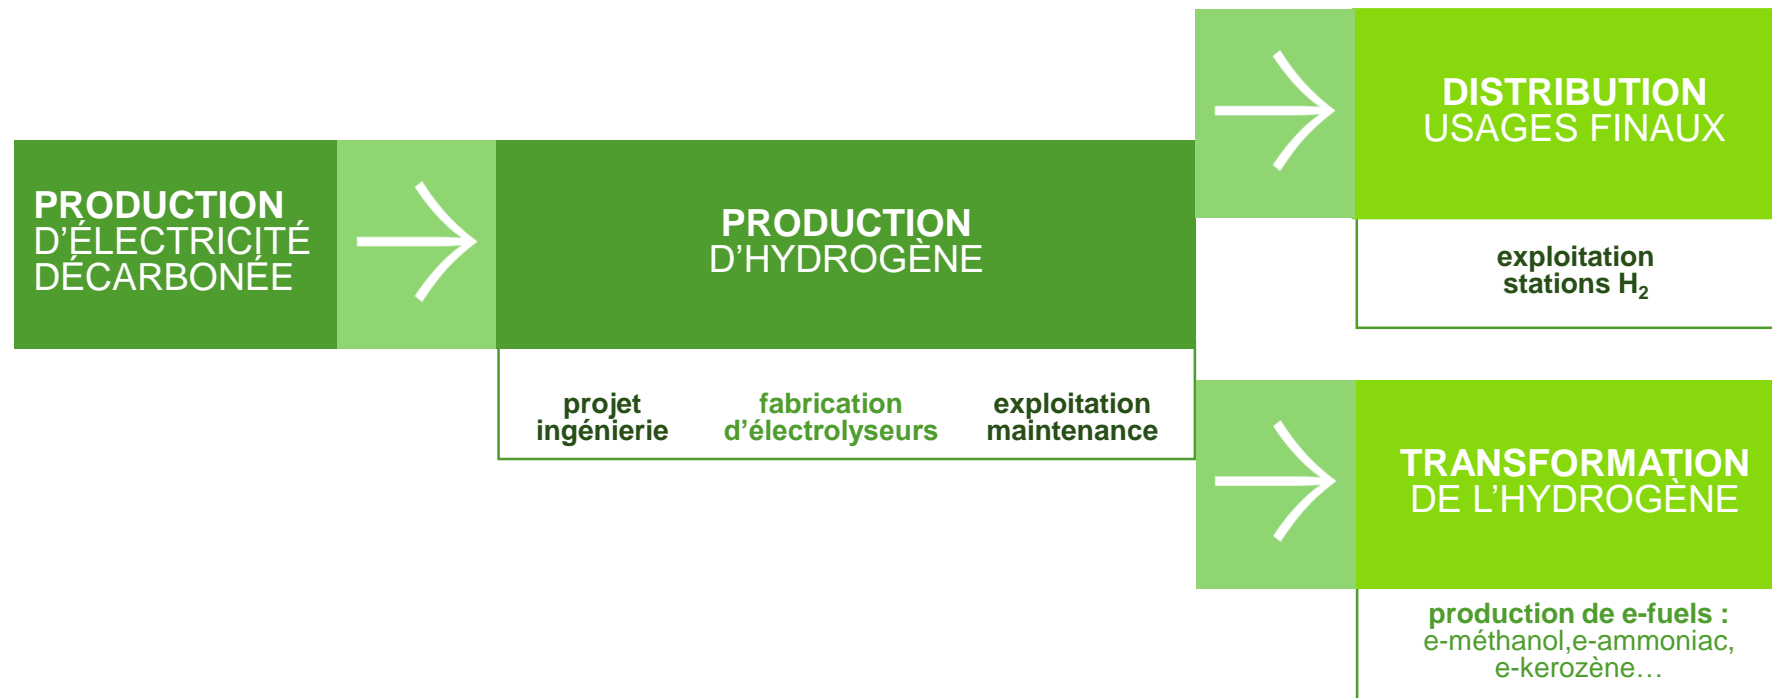 PRODUCTION
D'ÉLECTRICITÉ
DÉCARBONÉE
PRODUCTION
D'HYDROGÈNE
projet
ingénierie
fabrication
d'électrolyseurs
exploitation
maintenance
DISTRIBUTION
USAGES FINAUX
exploitation
stations H₂
TRANSFORMATION
DE L'HYDROGÈNE
production de e-fuels :
e-méthanol,e-ammoniac,
e-kerozène…